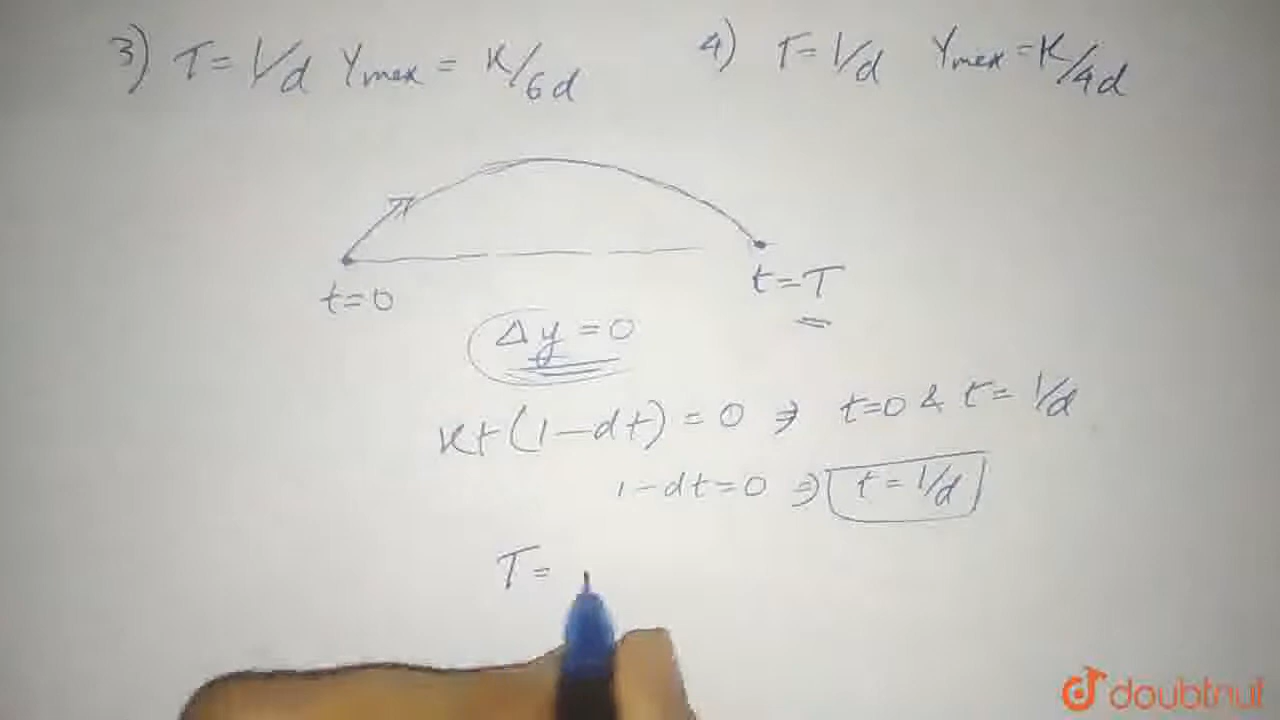 3) T = 1/d Ymax = K/6d
4) T = 1/d Ymax = K/4d
t=0
t=T
Δy=0
Kt(1-dt)=0 ⇒ t=0 & t=1/d
1-dt=0 ⇒ t=1/d
T=
doubtnut